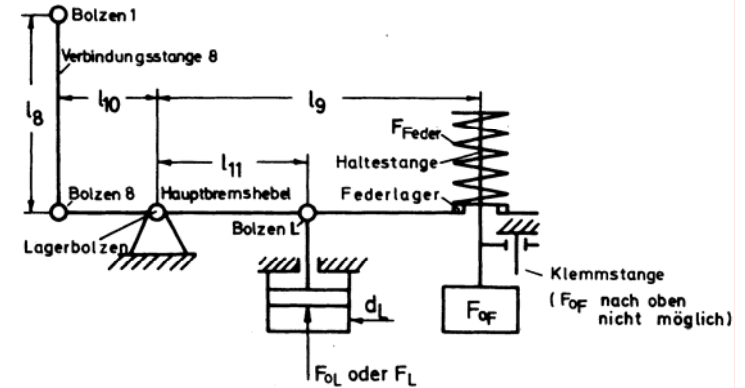 Bolzen 1
Verbindungsstange 8
l10
l9
l8
FFeder
Haltestange
l11
Bolzen 8
Hauptbremshebel
Federlager
Bolzen L
Lagerbolzen
Klemmstange
(FoF nach oben
nicht möglich)
FoF
dL
FoL oder FL